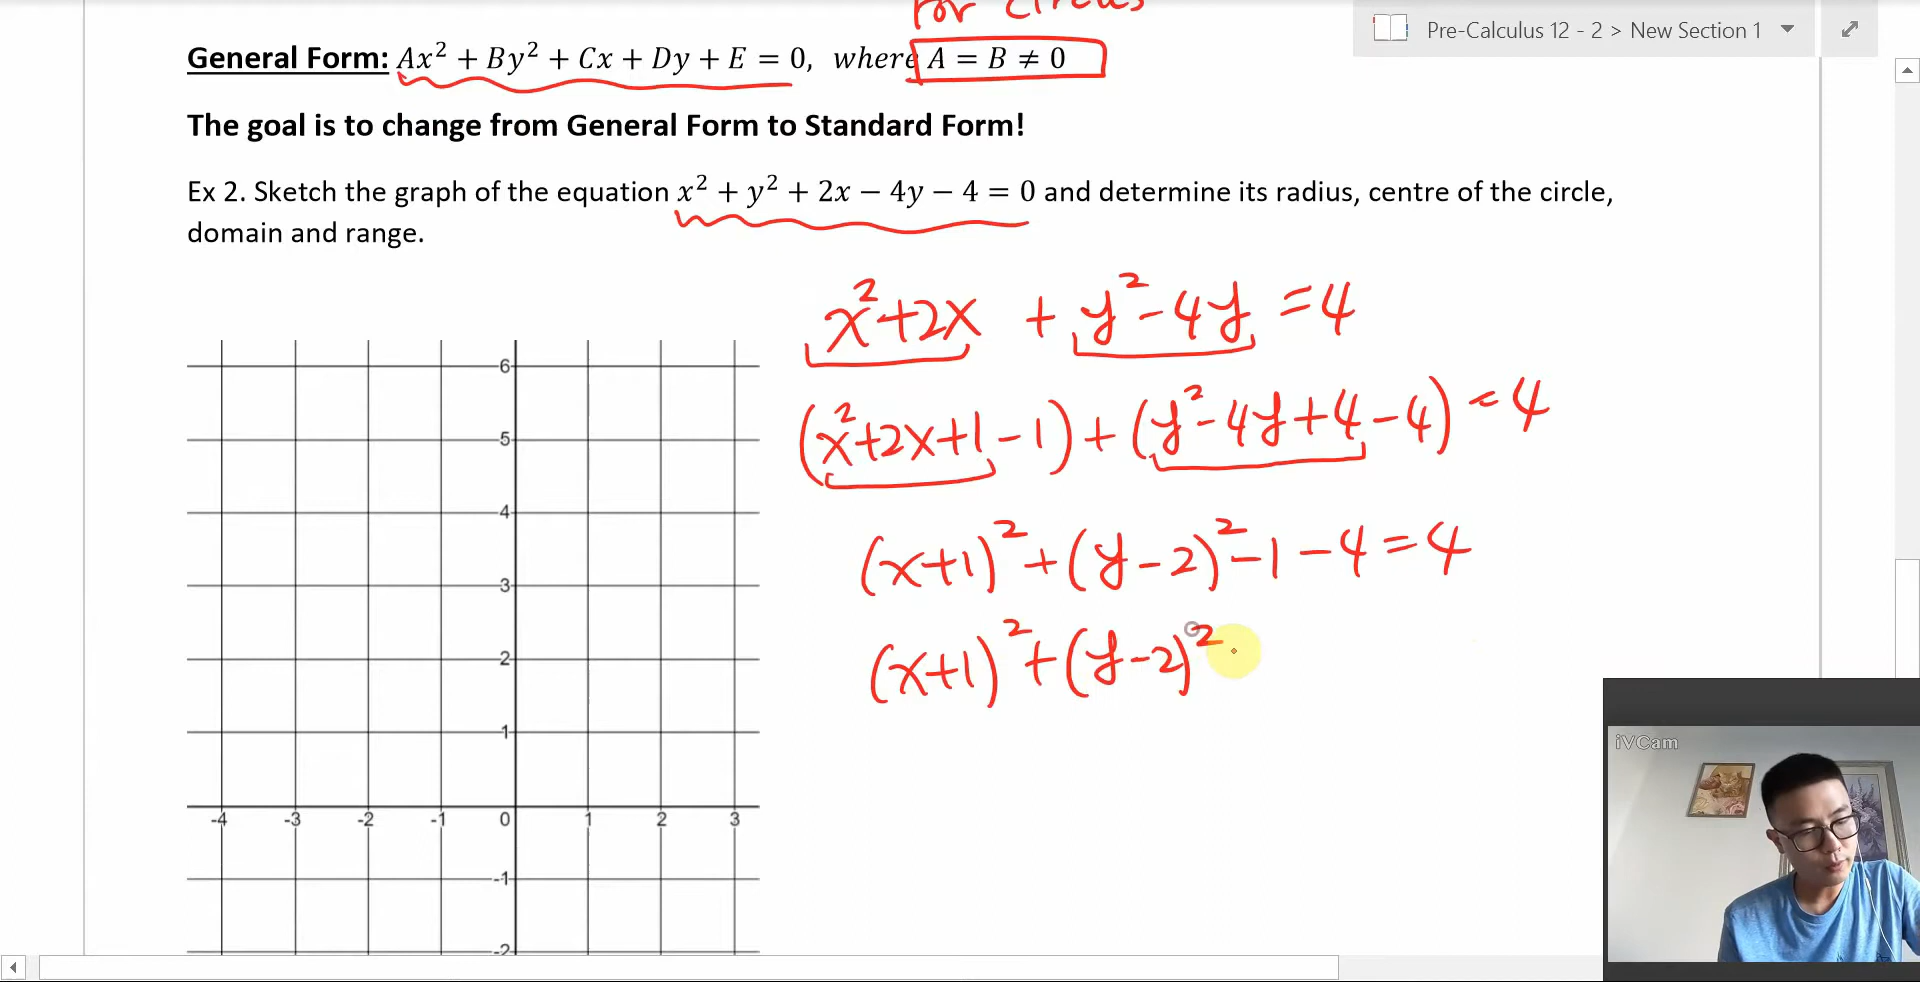 for circles
Pre-Calculus 12 - 2 > New Section 1
General Form: Ax² + By² + Cx + Dy + E = 0, where A = B ≠ 0
The goal is to change from General Form to Standard Form!
Ex 2. Sketch the graph of the equation x² + y² + 2x − 4y − 4 = 0 and determine its radius, centre of the circle,
domain and range.
x²+2x + y²-4y =4
(x²+2x+1-1)+(y²-4y+4-4)=4
(x+1)²+(y-2)²-1-4=4
(x+1)²+(y-2)²
6
5
4
3
2
1
-4 -3 -2 -1 0 1 2 3
-1
-2
iVCam